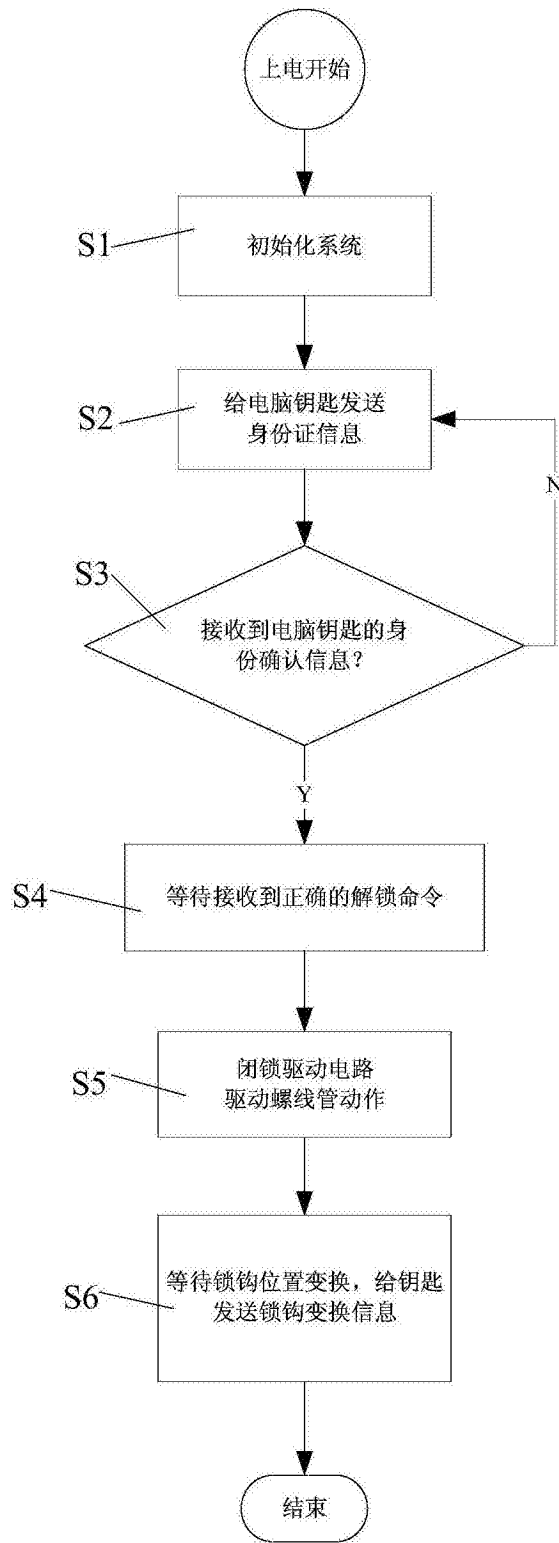 上电开始
S1
初始化系统
S2
给电脑钥匙发送
身份证信息
N
S3
接收到电脑钥匙的身
份确认信息？
Y
S4
等待接收到正确的解锁命令
S5
闭锁驱动电路
驱动螺线管动作
S6
等待锁钩位置变换，给钥匙
发送锁钩变换信息
结束